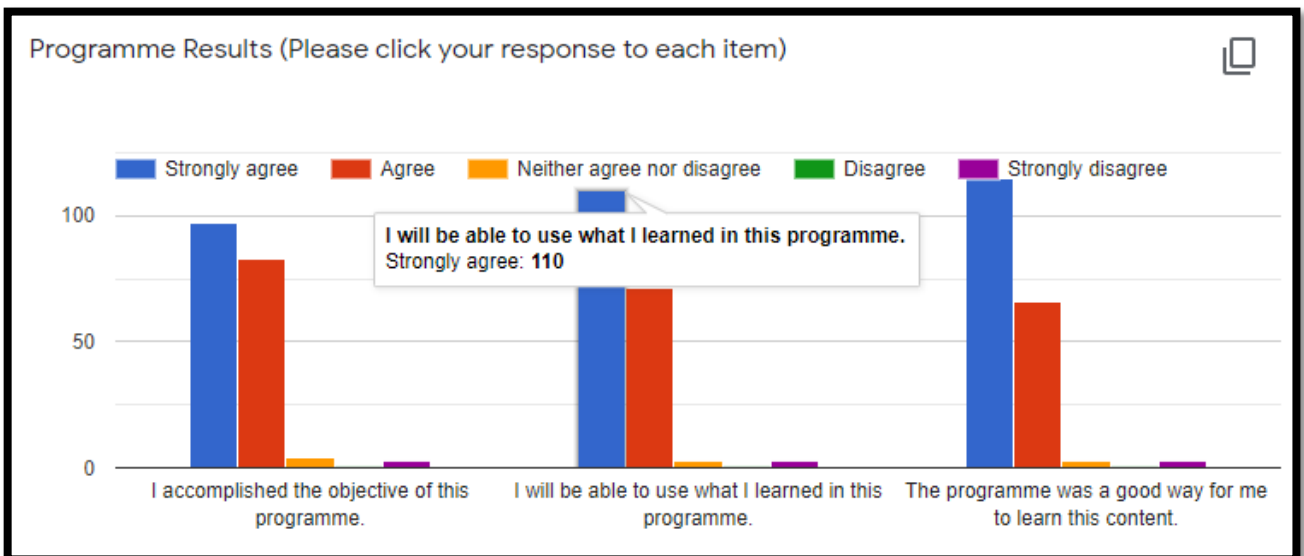 Programme Results (Please click your response to each item)
Strongly agree Agree Neither agree nor disagree Disagree Strongly disagree
100
I will be able to use what I learned in this programme.
Strongly agree: 110
50
0
I accomplished the objective of this
programme.
I will be able to use what I learned in this
programme.
The programme was a good way for me
to learn this content.